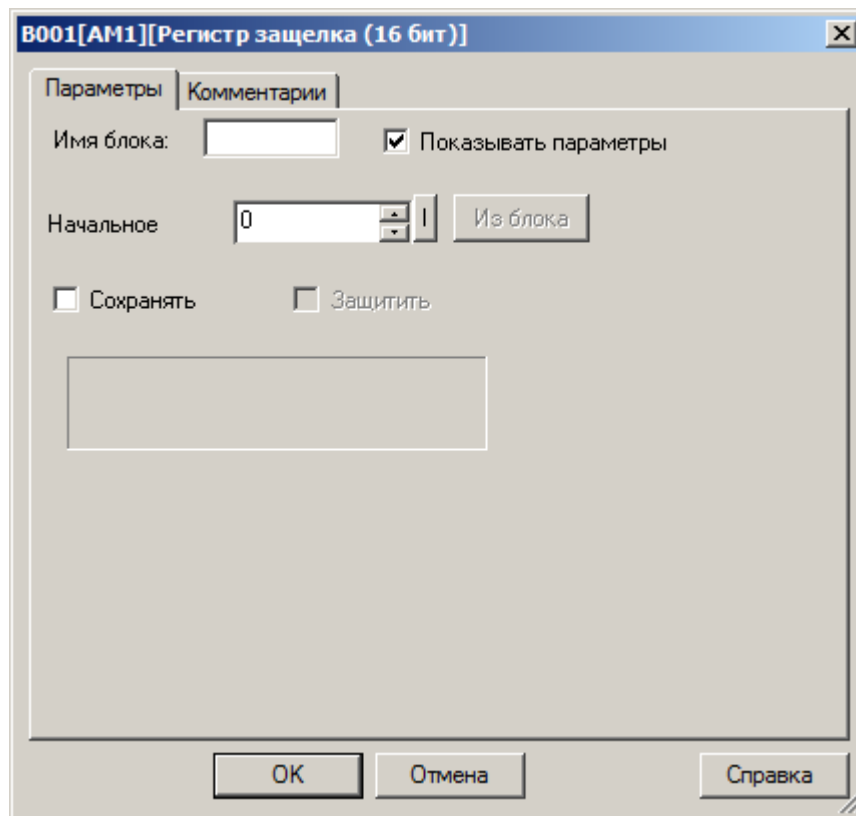 B001[AM1][Регистр защелка (16 бит)]
Параметры Комментарии
Имя блока: Показывать параметры
Начальное 0 I Из блока
Сохранять Защитить
OK Отмена Справка